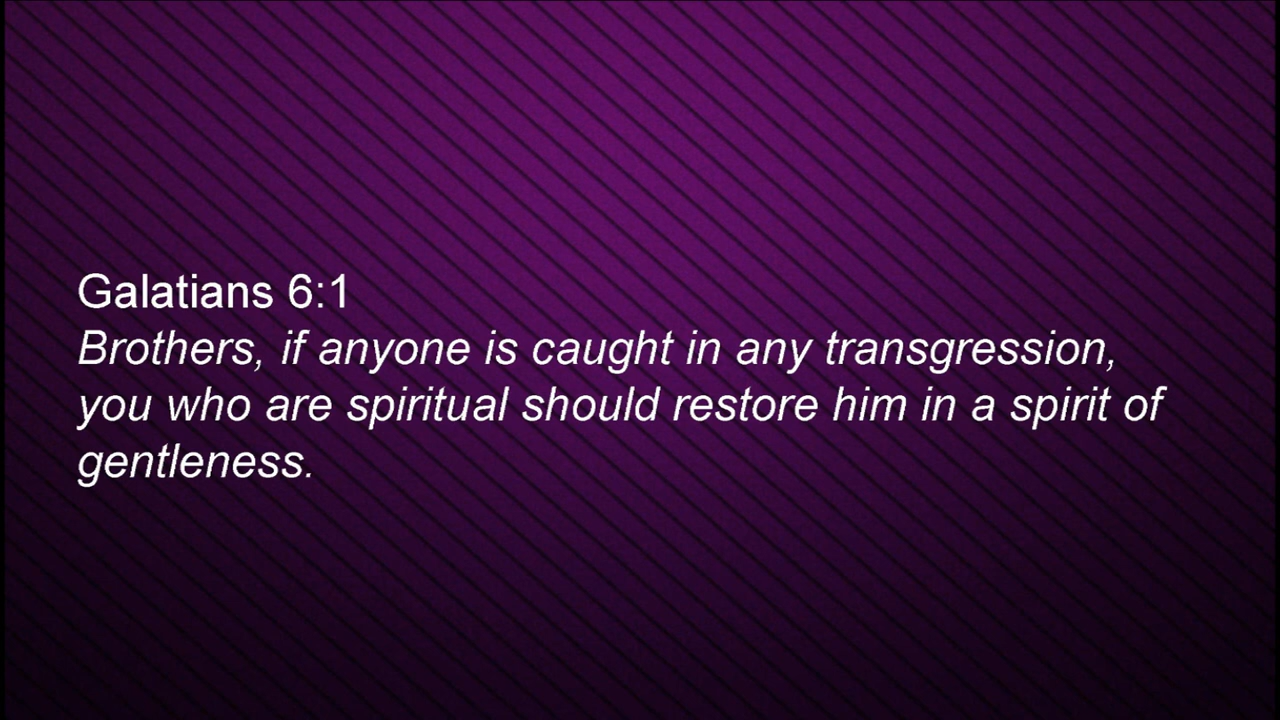 Galatians 6:1
Brothers, if anyone is caught in any transgression,
you who are spiritual should restore him in a spirit of
gentleness.